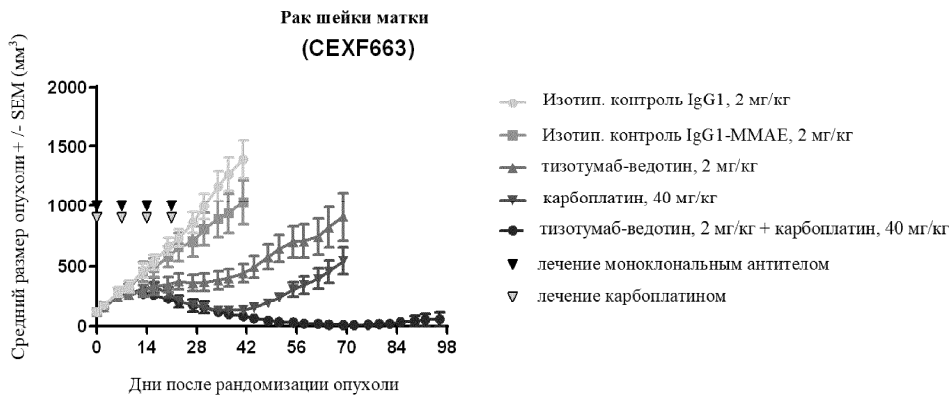 Рак шейки матки
(CEXF663)
Средний размер опухоли + / - SEM (мм³)
2000
1500
1000
500
0
0 14 28 42 56 70 84 98
Дни после рандомизации опухоли
Изотип. контроль IgG1, 2 мг/кг
Изотип. контроль IgG1-MMAE, 2 мг/кг
тизотумаб-ведотин, 2 мг/кг
карбоплатин, 40 мг/кг
тизотумаб-ведотин, 2 мг/кг + карбоплатин, 40 мг/кг
лечение моноклональным антителом
лечение карбоплатином